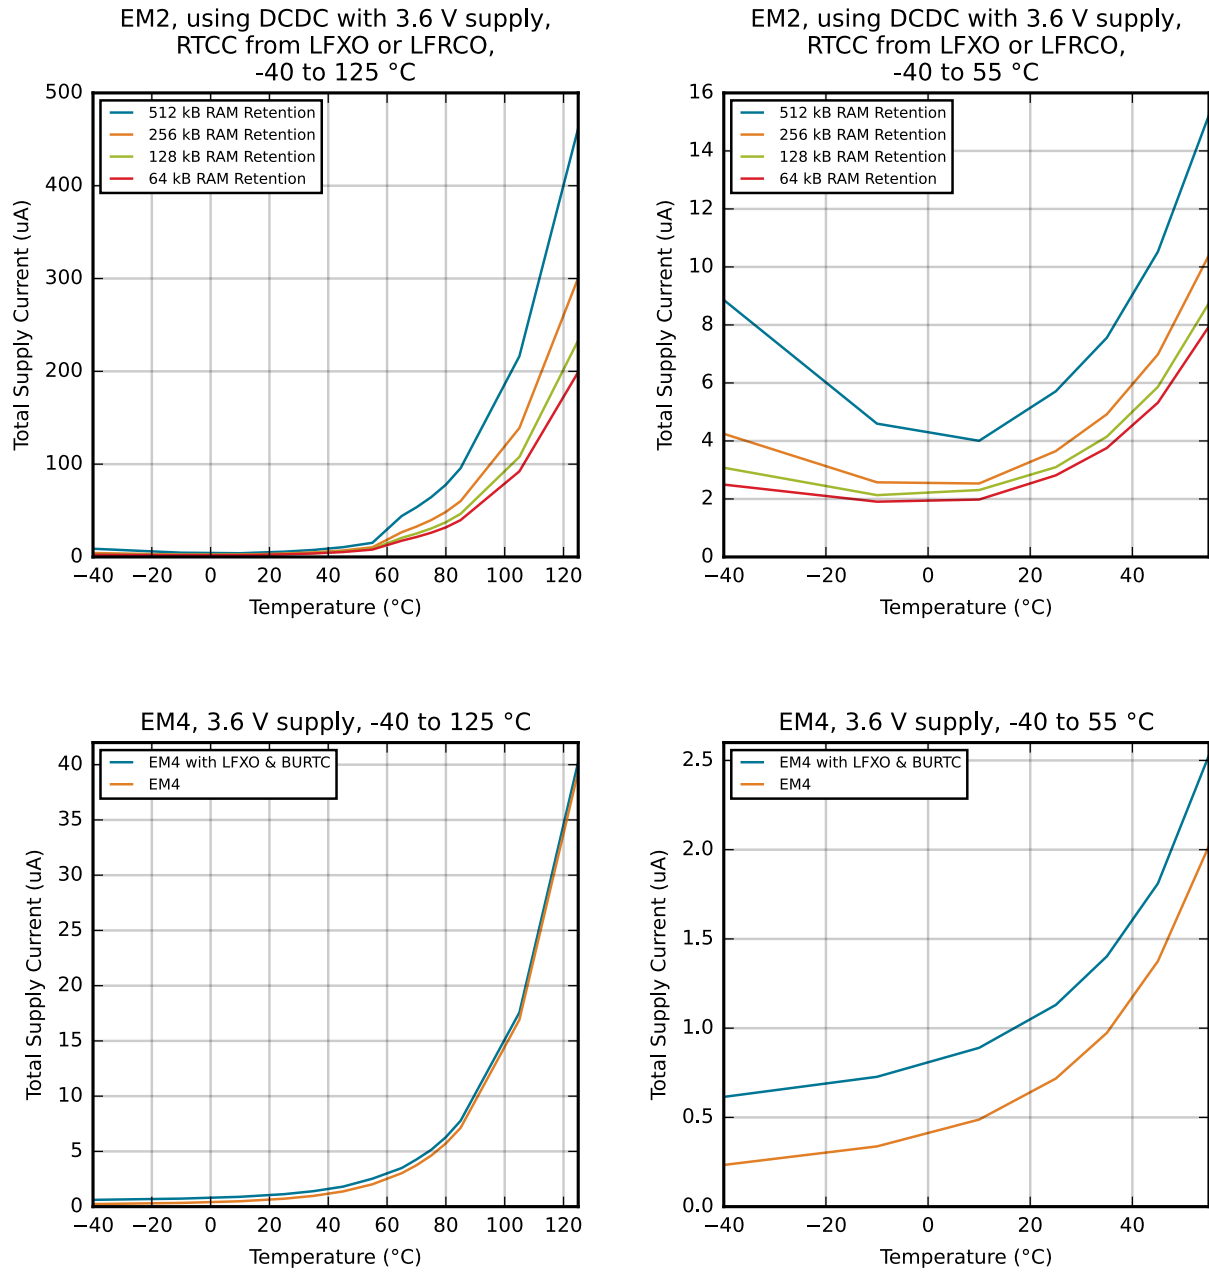 EM2, using DCDC with 3.6 V supply,
RTCC from LFXO or LFRCO,
-40 to 125 °C
500
400
300
200
100
0
Total Supply Current (uA)
512 kB RAM Retention
256 kB RAM Retention
128 kB RAM Retention
64 kB RAM Retention
−40 −20 0 20 40 60 80 100 120
Temperature (°C)
EM2, using DCDC with 3.6 V supply,
RTCC from LFXO or LFRCO,
-40 to 55 °C
16
14
12
10
8
6
4
2
0
Total Supply Current (uA)
512 kB RAM Retention
256 kB RAM Retention
128 kB RAM Retention
64 kB RAM Retention
−40 −20 0 20 40
Temperature (°C)
EM4, 3.6 V supply, -40 to 125 °C
40
35
30
25
20
15
10
5
0
Total Supply Current (uA)
EM4 with LFXO & BURTC
EM4
−40 −20 0 20 40 60 80 100 120
Temperature (°C)
EM4, 3.6 V supply, -40 to 55 °C
2.5
2.0
1.5
1.0
0.5
0.0
Total Supply Current (uA)
EM4 with LFXO & BURTC
EM4
−40 −20 0 20 40
Temperature (°C)